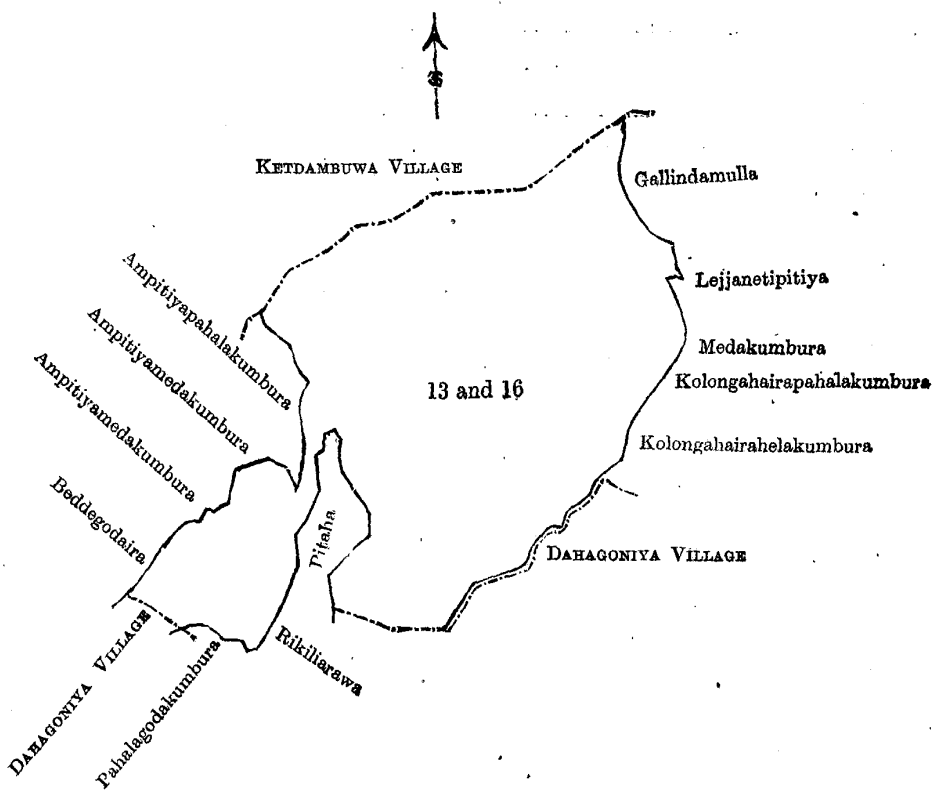 KETDAMBUWA VILLAGE
Gallindamulla
Ampitiyapahalakumbura
Lejjanetipitiya
Ampitiyamedakumbura
Medakumbura
Ampitiyamedakumbura
13 and 16
Kolongahairapahalakumbura
Kolongahairahelakumbura
Beddegodaira
Pitaha
DAHAGONIYA VILLAGE
Rikiliarawa
DAHAGONIYA VILLAGE
Pahalagodakumbura